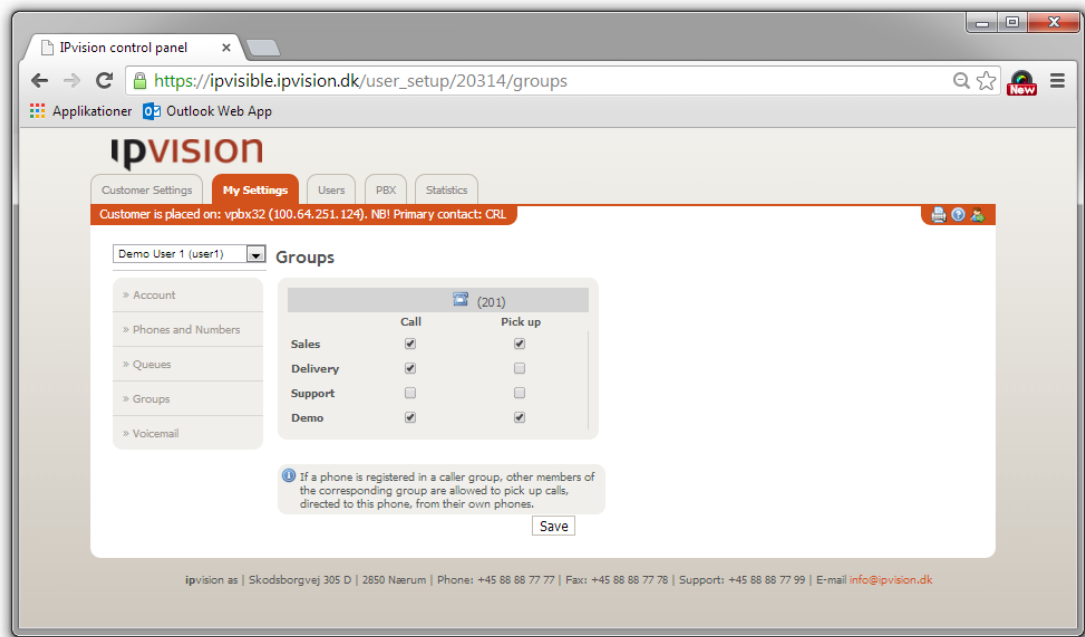 IPvision control panel
https://ipvisible.ipvision.dk/user_setup/20314/groups
New
Applikationer Outlook Web App
ipvision
Customer Settings My Settings Users PBX Statistics
Customer is placed on: vpbx32 (100.64.251.124). NB! Primary contact: CRL
Demo User 1 (user1)
Groups
» Account
» Phones and Numbers
» Queues
» Groups
» Voicemail
(201)
Call Pick up
Sales
Delivery
Support
Demo
If a phone is registered in a caller group, other members of
the corresponding group are allowed to pick up calls,
directed to this phone, from their own phones.
Save
ipvision as | Skodsborgvej 305 D | 2850 Nærum | Phone: +45 88 88 77 77 | Fax: +45 88 88 77 78 | Support: +45 88 88 77 99 | E-mail info@ipvision.dk